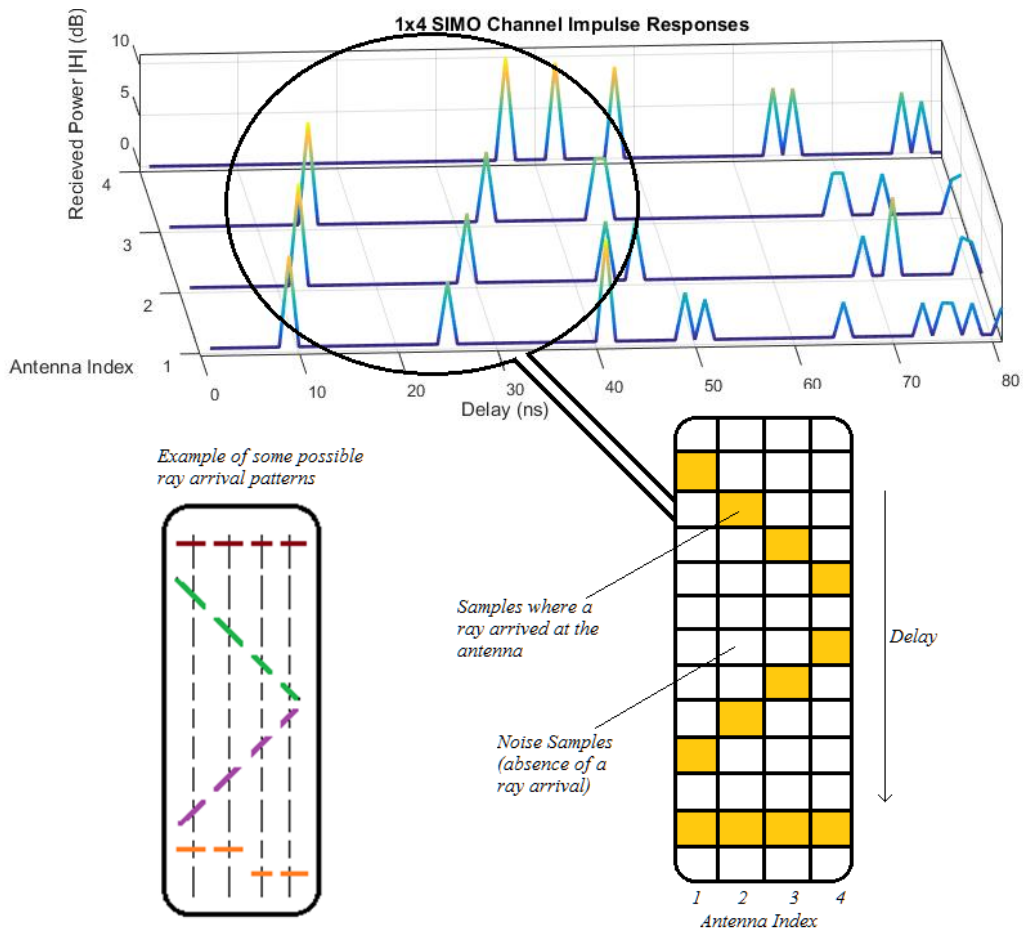 1x4 SIMO Channel Impulse Responses
Recieved Power |H| (dB)
10
5
0
4
3
2
1
Antenna Index
0
10
20
30
40
50
60
70
80
Delay (ns)
Example of some possible
ray arrival patterns
Samples where a
ray arrived at the
antenna
Noise Samples
(absence of a
ray arrival)
Delay
1 2 3 4
Antenna Index